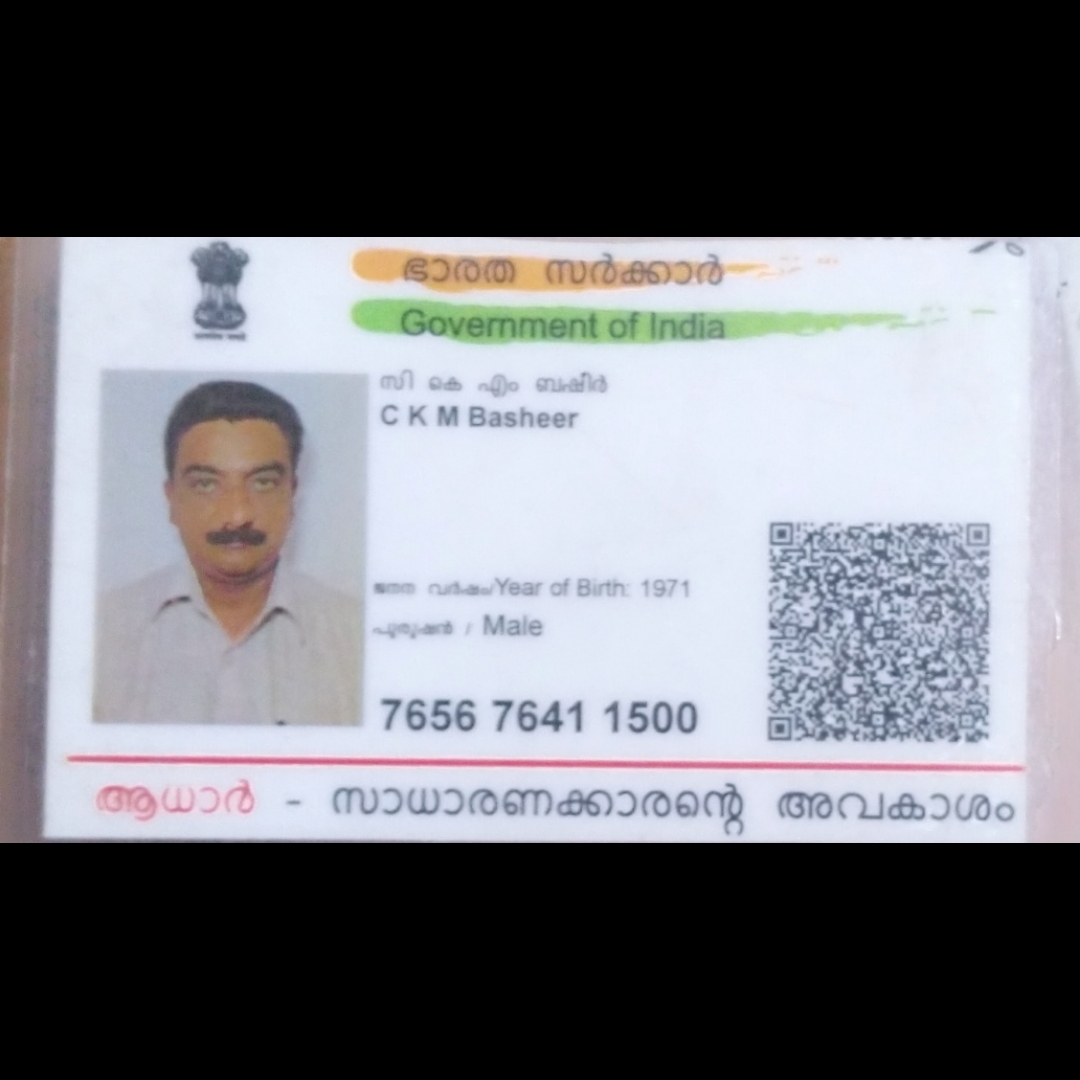 ഭാരത സർക്കാർ
Government of India
സി കെ എം ബഷീർ
C K M Basheer
ജനന വർഷം/Year of Birth: 1971
പുരുഷൻ / Male
7656 7641 1500
ആധാർ - സാധാരണക്കാരന്റെ അവകാശം